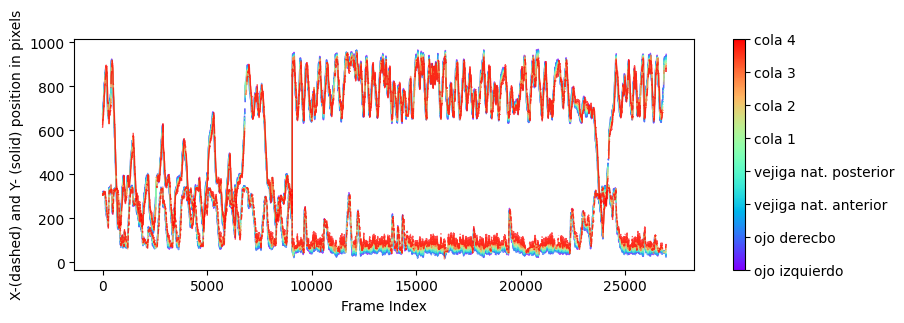 X-(dashed) and Y- (solid) position in pixels
1000
800
600
400
200
0
0 5000 10000 15000 20000 25000
Frame Index
cola 4
cola 3
cola 2
cola 1
vejiga nat. posterior
vejiga nat. anterior
ojo derecbo
ojo izquierdo